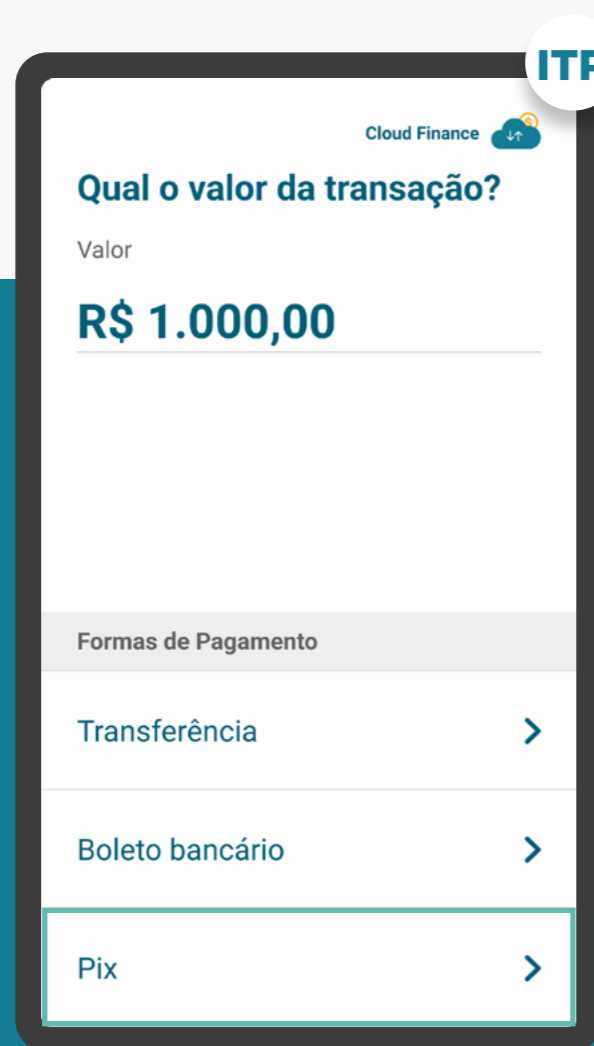 ITP
Cloud Finance
Qual o valor da transação?
Valor
R$ 1.000,00
Formas de Pagamento
Transferência
Boleto bancário
Pix